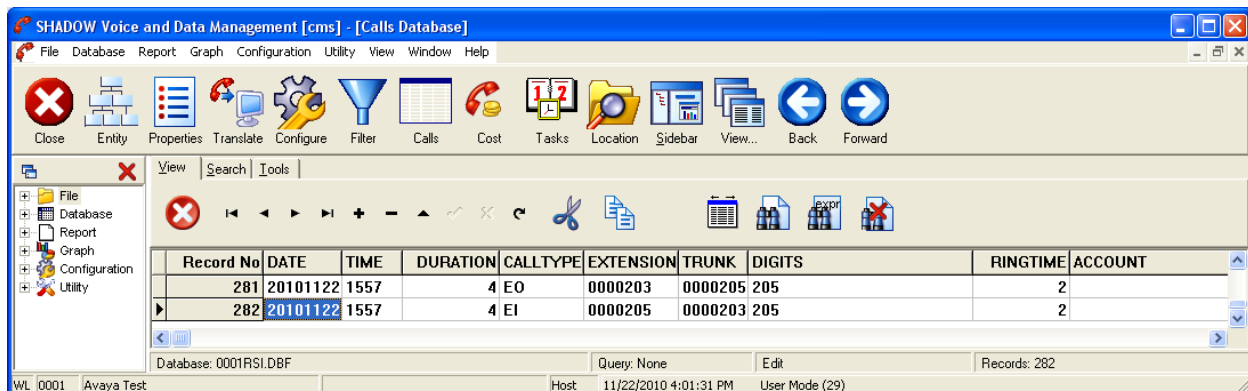 SHADOW Voice and Data Management [cms] - [Calls Database]
File Database Report Graph Configuration Utility View Window Help
1 2
Close Entity Properties Translate Configure Filter Calls Cost Tasks Location Sidebar View... Back Forward
View Search Tools
File
Database
Report
Graph
Configuration
Utility
expr
Record No DATE TIME DURATION CALLTYPE EXTENSION TRUNK DIGITS RINGTIME ACCOUNT
281 20101122 1557 4 EO 0000203 0000205 205 2
282 20101122 1557 4 EI 0000205 0000203 205 2
Database: 0001RSI.DBF Query: None Edit Records: 282
WL 0001 Avaya Test Host 11/22/2010 4:01:31 PM User Mode (29)